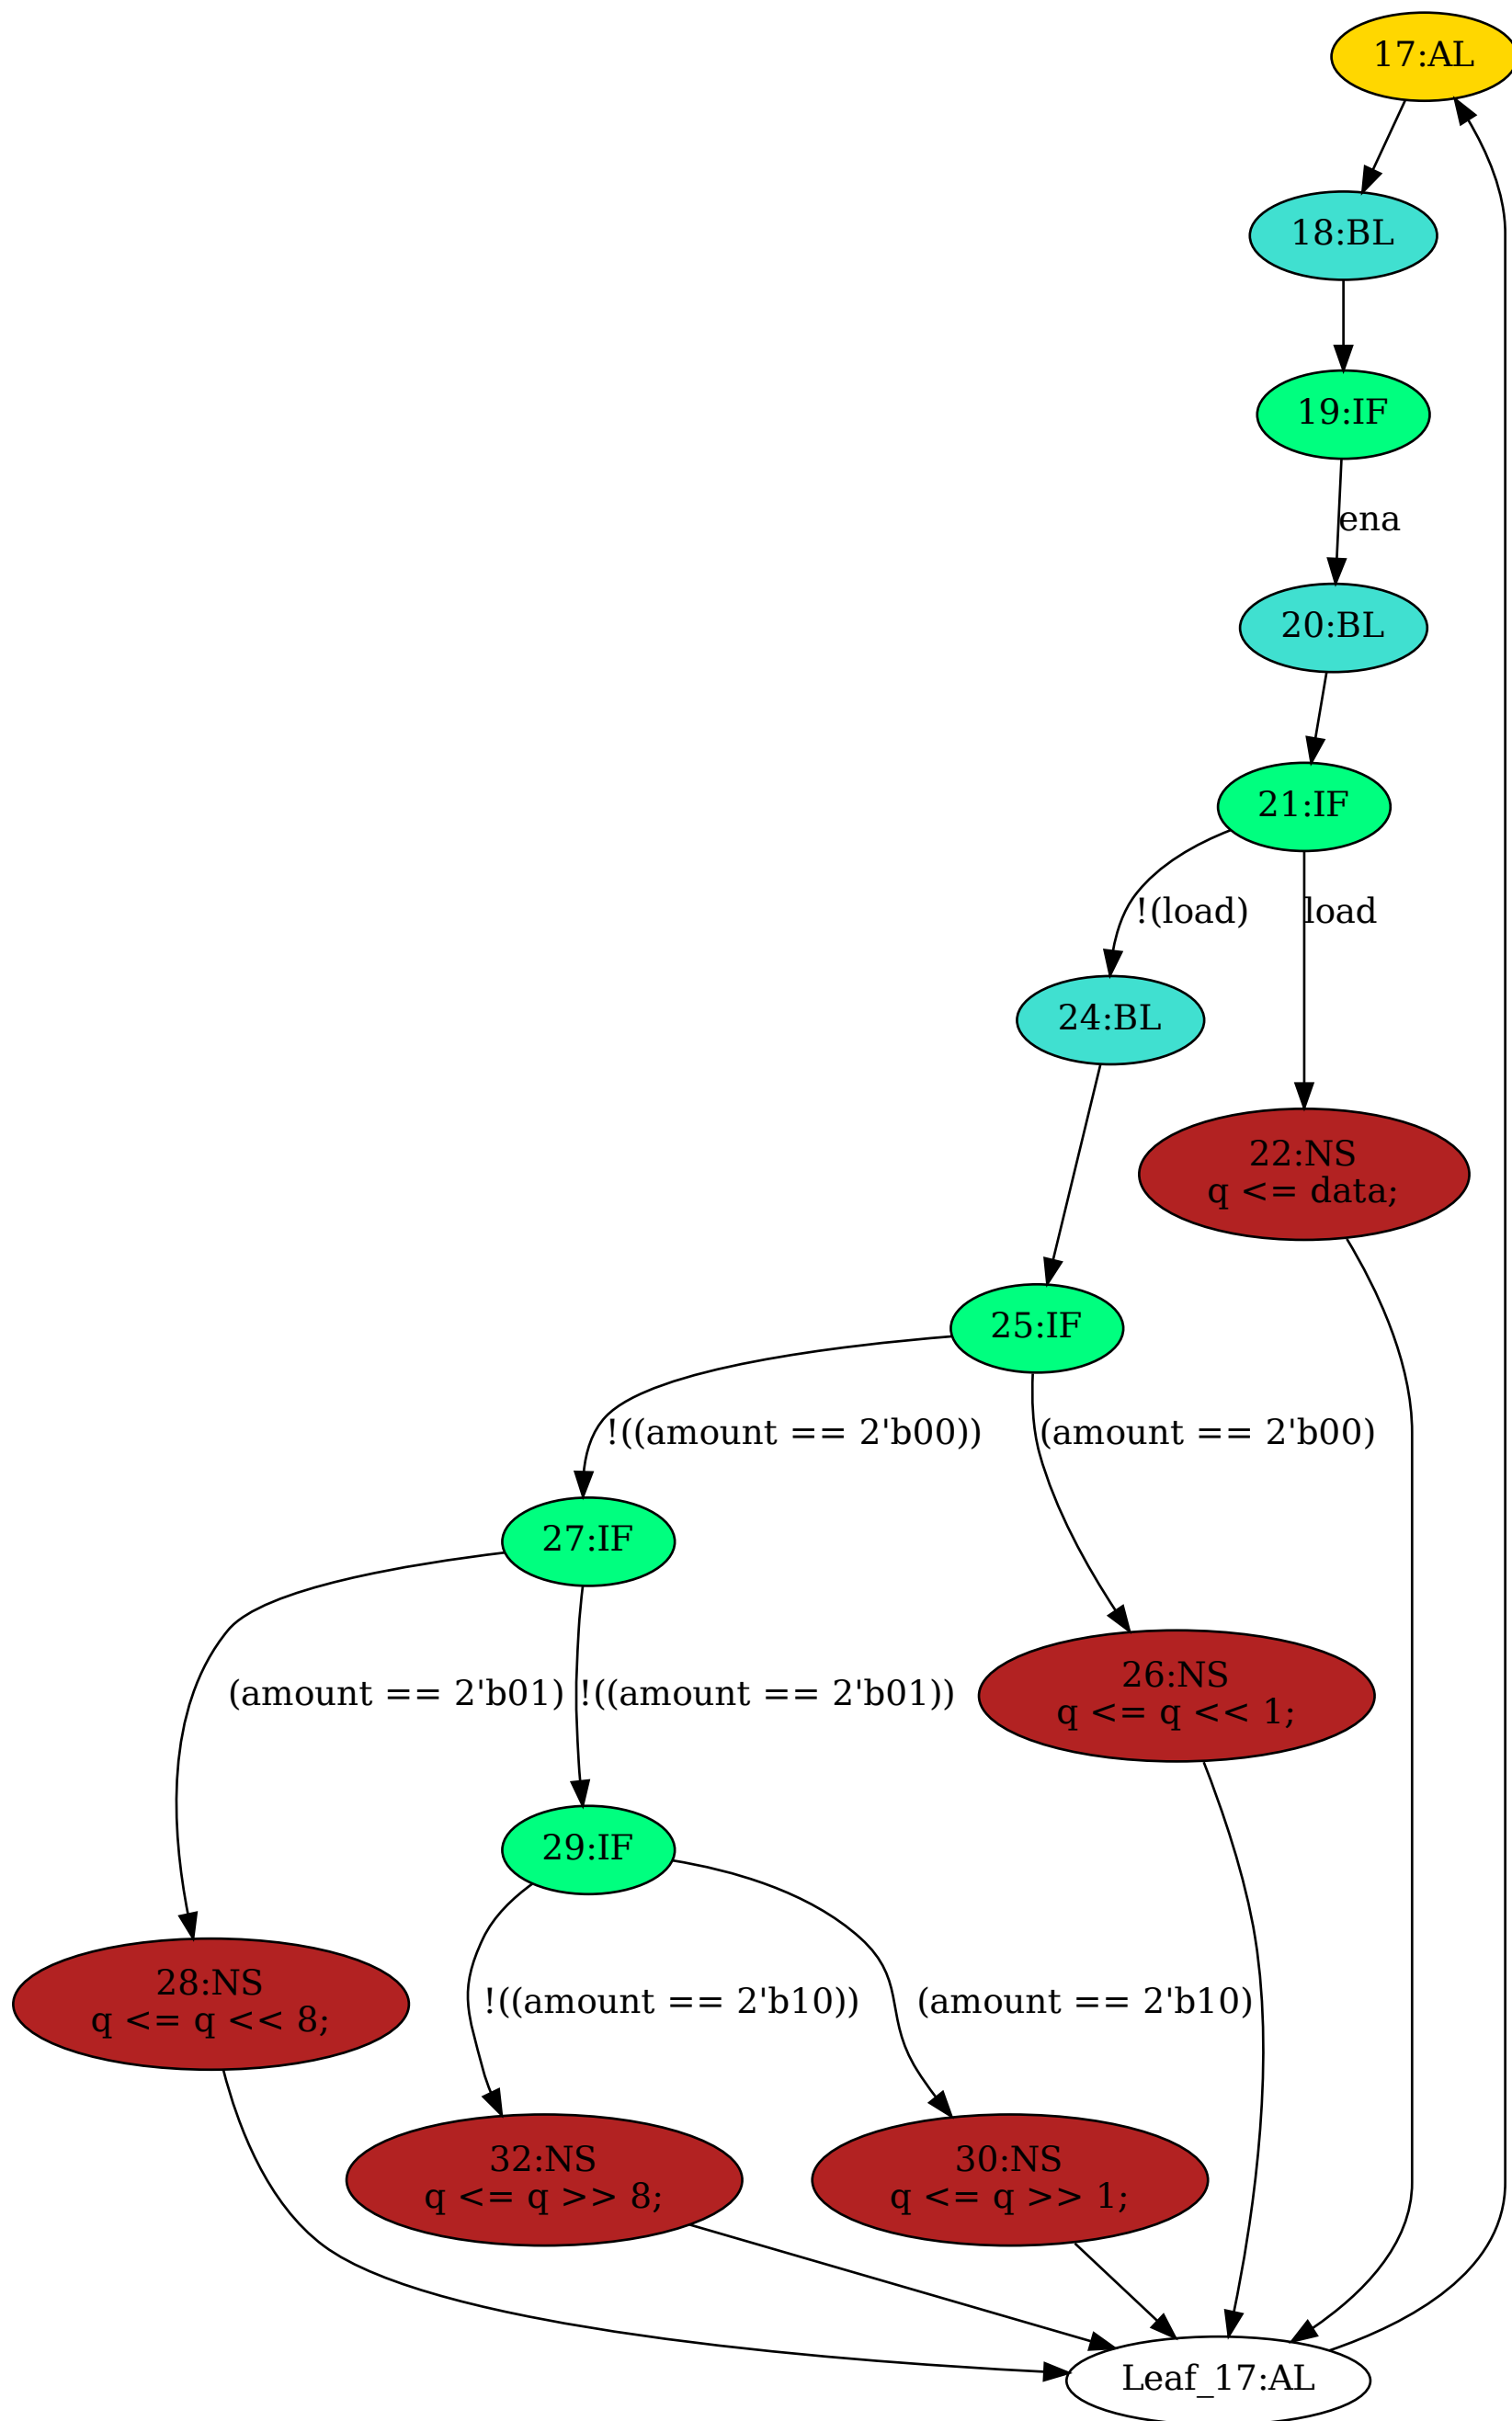 17:AL
18:BL
19:IF
ena
20:BL
21:IF
!(load)
load
24:BL
22:NS
q <= data;
25:IF
!((amount == 2'b00))
(amount == 2'b00)
27:IF
26:NS
q <= q << 1;
(amount == 2'b01)
!((amount == 2'b01))
29:IF
28:NS
q <= q << 8;
!((amount == 2'b10))
(amount == 2'b10)
32:NS
q <= q >> 8;
30:NS
q <= q >> 1;
Leaf_17:AL